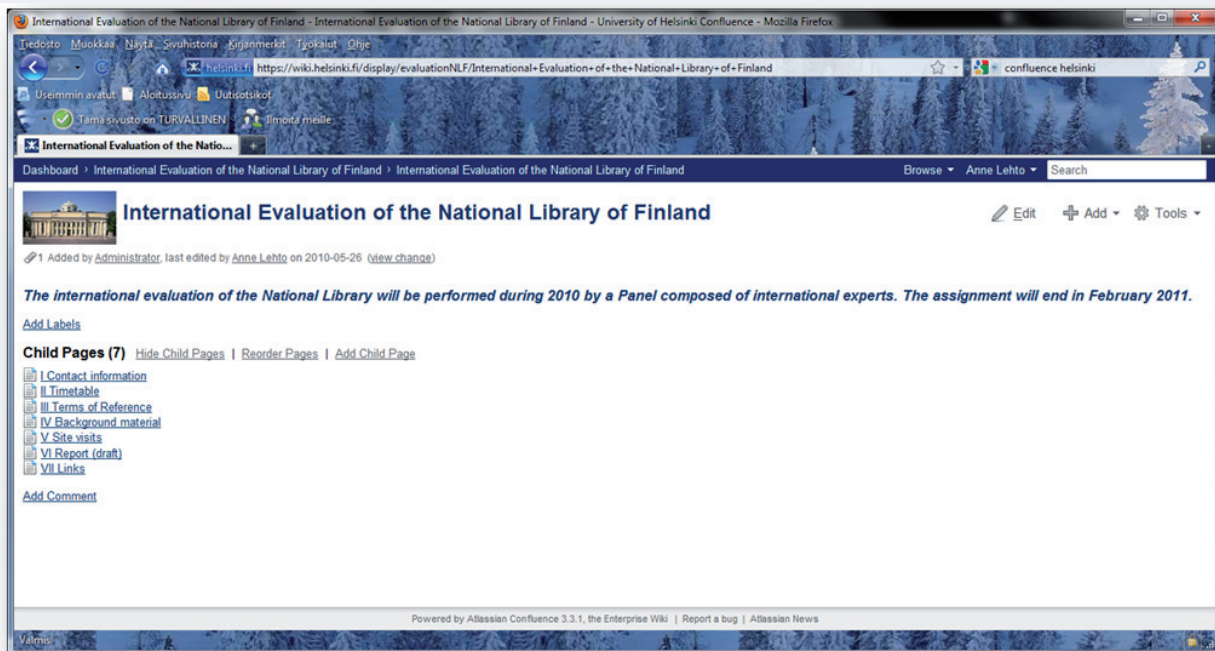 International Evaluation of the National Library of Finland - International Evaluation of the National Library of Finland - University of Helsinki Confluence - Mozilla Firefox
Tiedosto Muokkaa Näytä Sivuhistoria Kirjanmerkit Työkalut Ohje
helsinki.fi https://wiki.helsinki.fi/display/evaluationNLF/International+Evaluation+of+the+National+Library+of+Finland confluence helsinki
Useimmin avatut Aloitussivu Uutisotsikot
Tämä sivusto on TURVALLINEN Ilmoita meille
International Evaluation of the Natio...
Dashboard > International Evaluation of the National Library of Finland > International Evaluation of the National Library of Finland Browse Anne Lehto Search
International Evaluation of the National Library of Finland Edit Add Tools
1 Added by Administrator, last edited by Anne Lehto on 2010-05-26 (view change)
The international evaluation of the National Library will be performed during 2010 by a Panel composed of international experts. The assignment will end in February 2011.
Add Labels
Child Pages (7) Hide Child Pages | Reorder Pages | Add Child Page
I Contact information
II Timetable
III Terms of Reference
IV Background material
V Site visits
VI Report (draft)
VII Links
Add Comment
Powered by Atlassian Confluence 3.3.1, the Enterprise Wiki | Report a bug | Atlassian News
Valmis